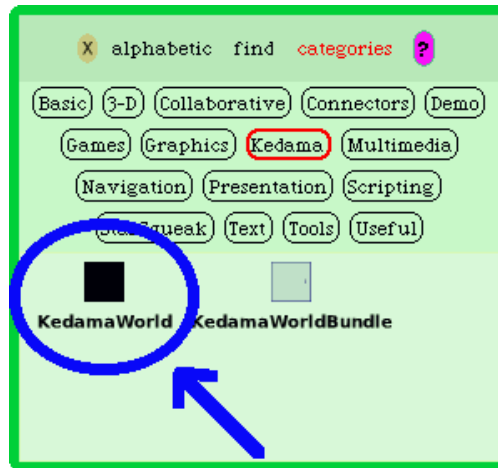 X alphabetic find categories ?
Basic 3-D Collaborative Connectors Demo
Games Graphics Kedama Multimedia
Navigation Presentation Scripting
StarSqueak Text Tools Useful
KedamaWorld KedamaWorldBundle